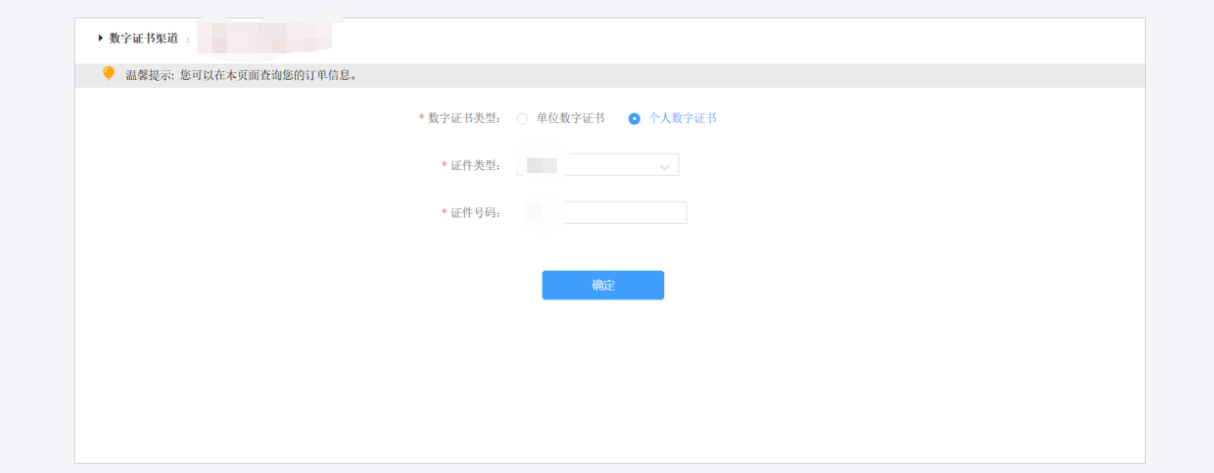 数字证书渠道 :
温馨提示: 您可以在本页面查询您的订单信息。
* 数字证书类型: 单位数字证书 个人数字证书
* 证件类型:
* 证件号码:
确定